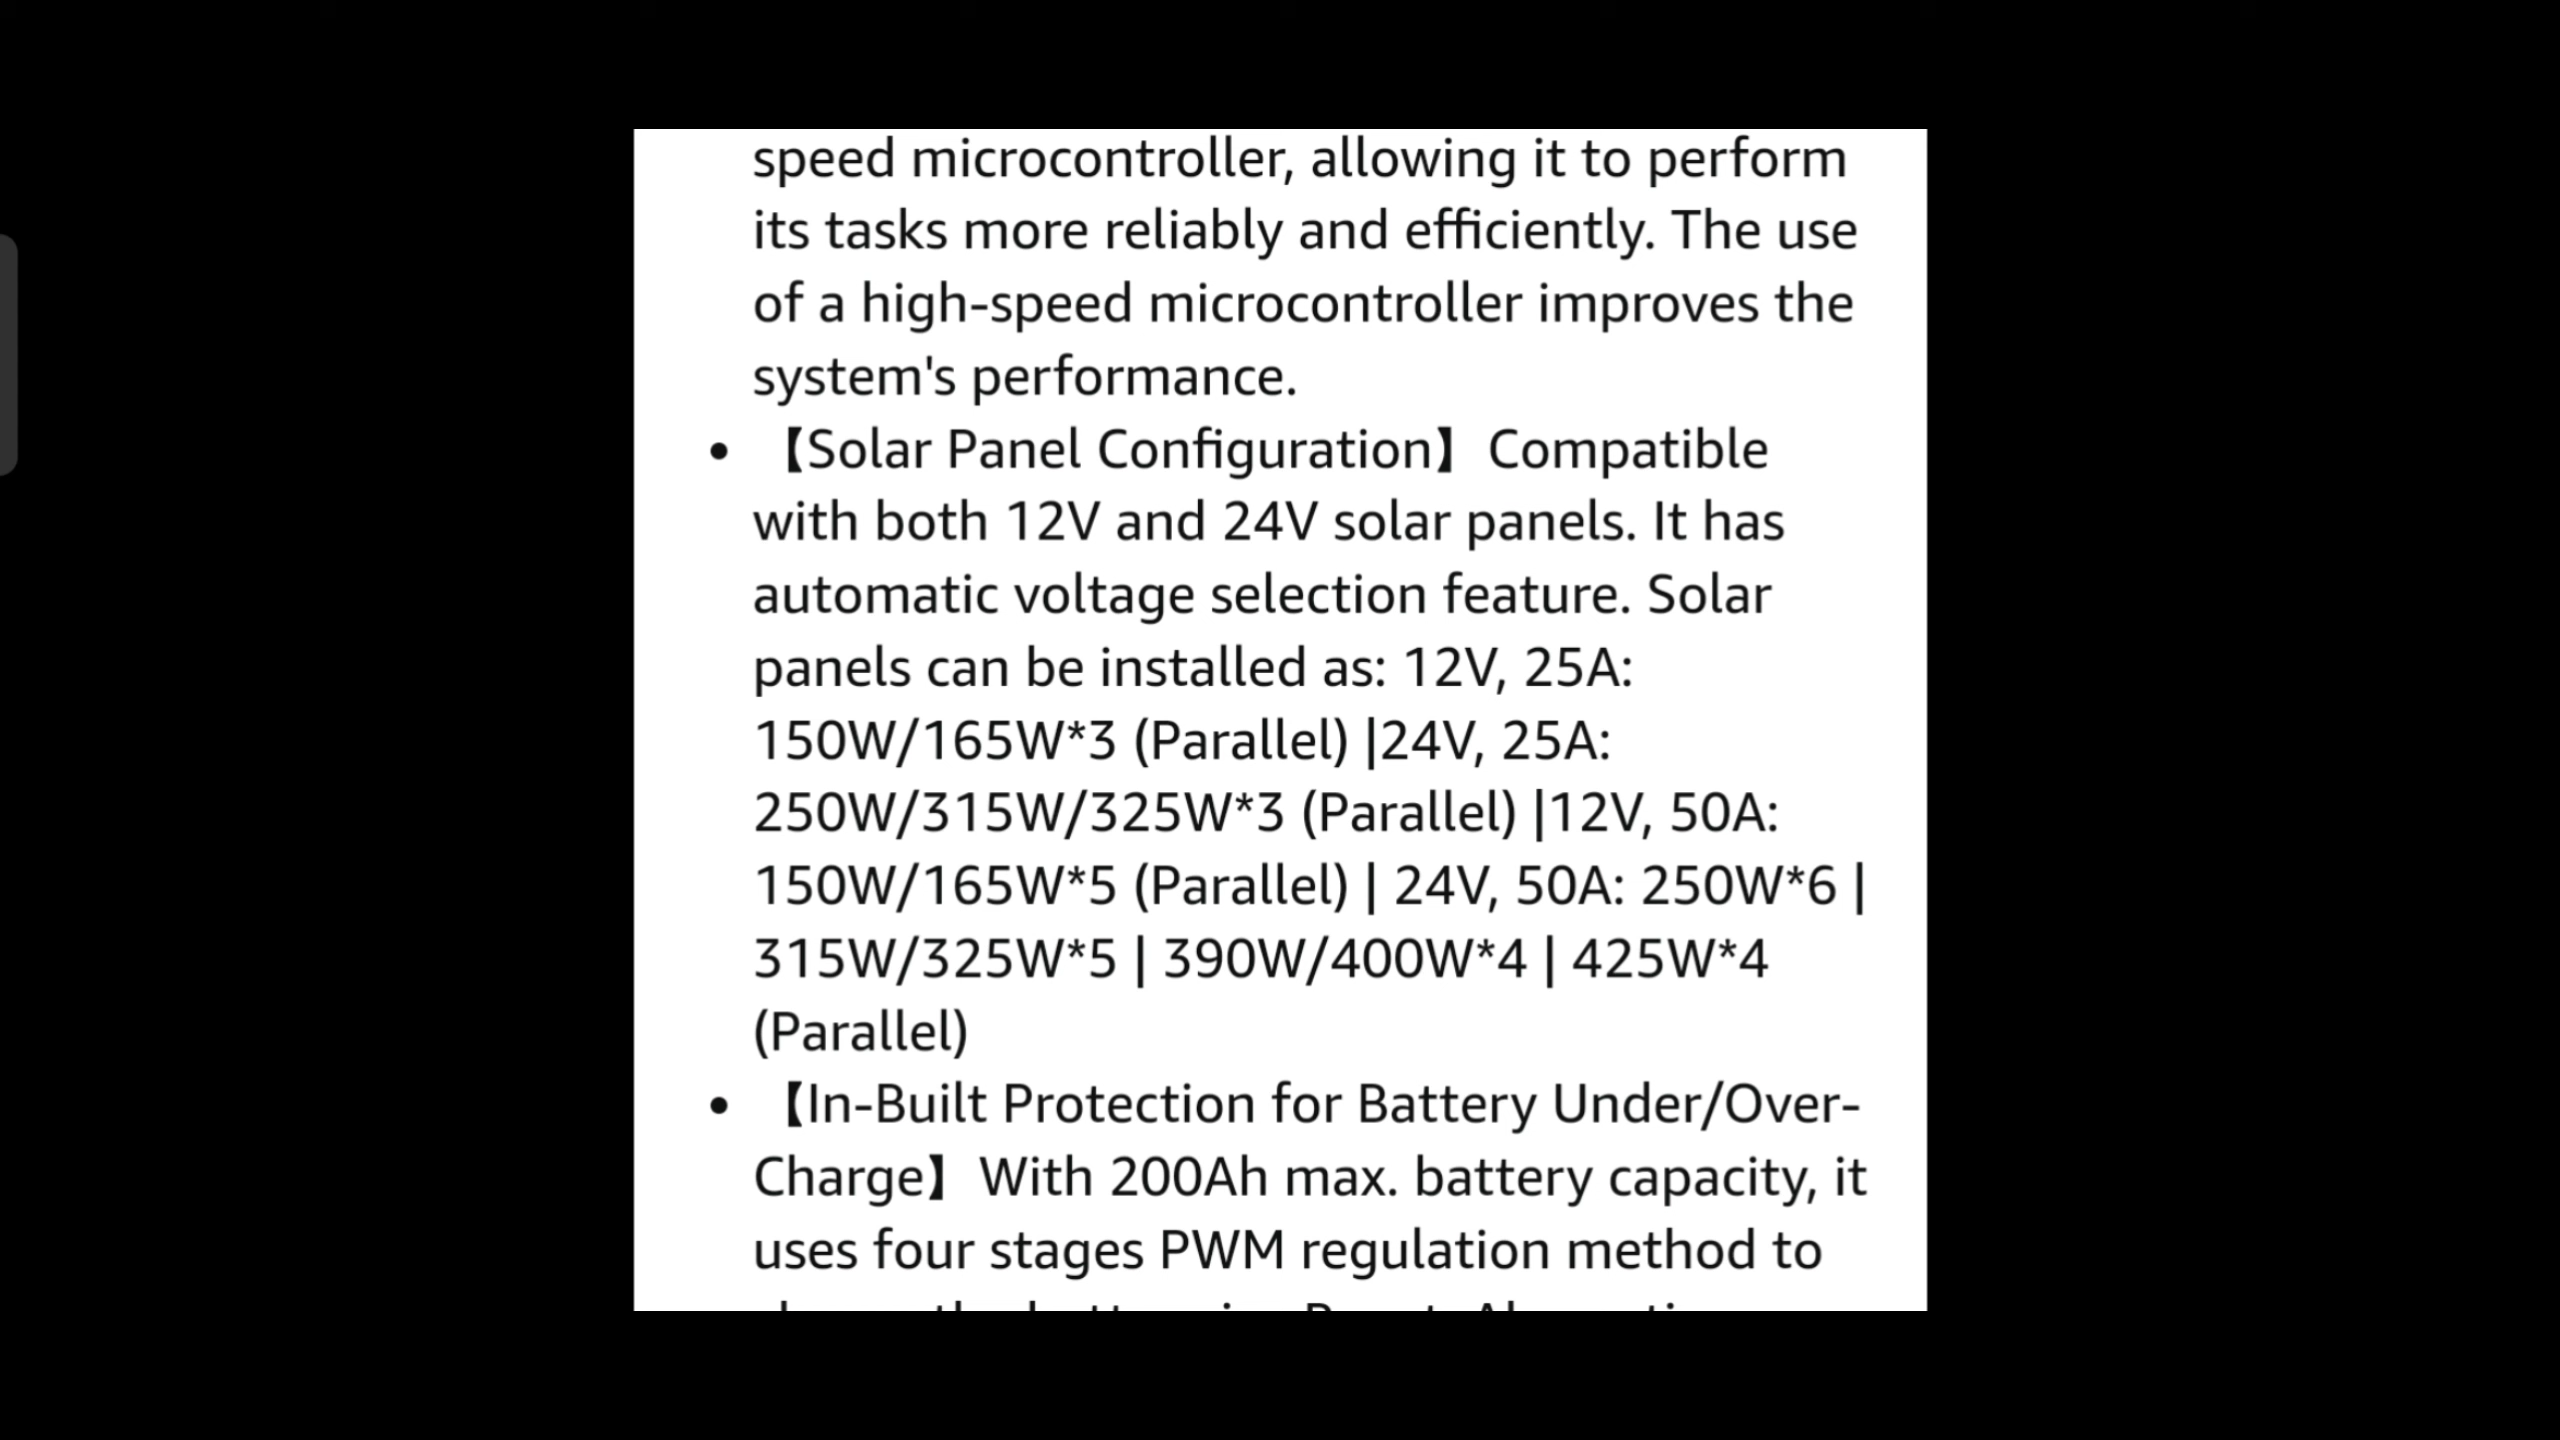 speed microcontroller, allowing it to perform
its tasks more reliably and efficiently. The use
of a high-speed microcontroller improves the
system's performance.
• 【Solar Panel Configuration】 Compatible
with both 12V and 24V solar panels. It has
automatic voltage selection feature. Solar
panels can be installed as: 12V, 25A:
150W/165W*3 (Parallel) |24V, 25A:
250W/315W/325W*3 (Parallel) |12V, 50A:
150W/165W*5 (Parallel) | 24V, 50A: 250W*6 |
315W/325W*5 | 390W/400W*4 | 425W*4
(Parallel)
• 【In-Built Protection for Battery Under/Over-
Charge】 With 200Ah max. battery capacity, it
uses four stages PWM regulation method to